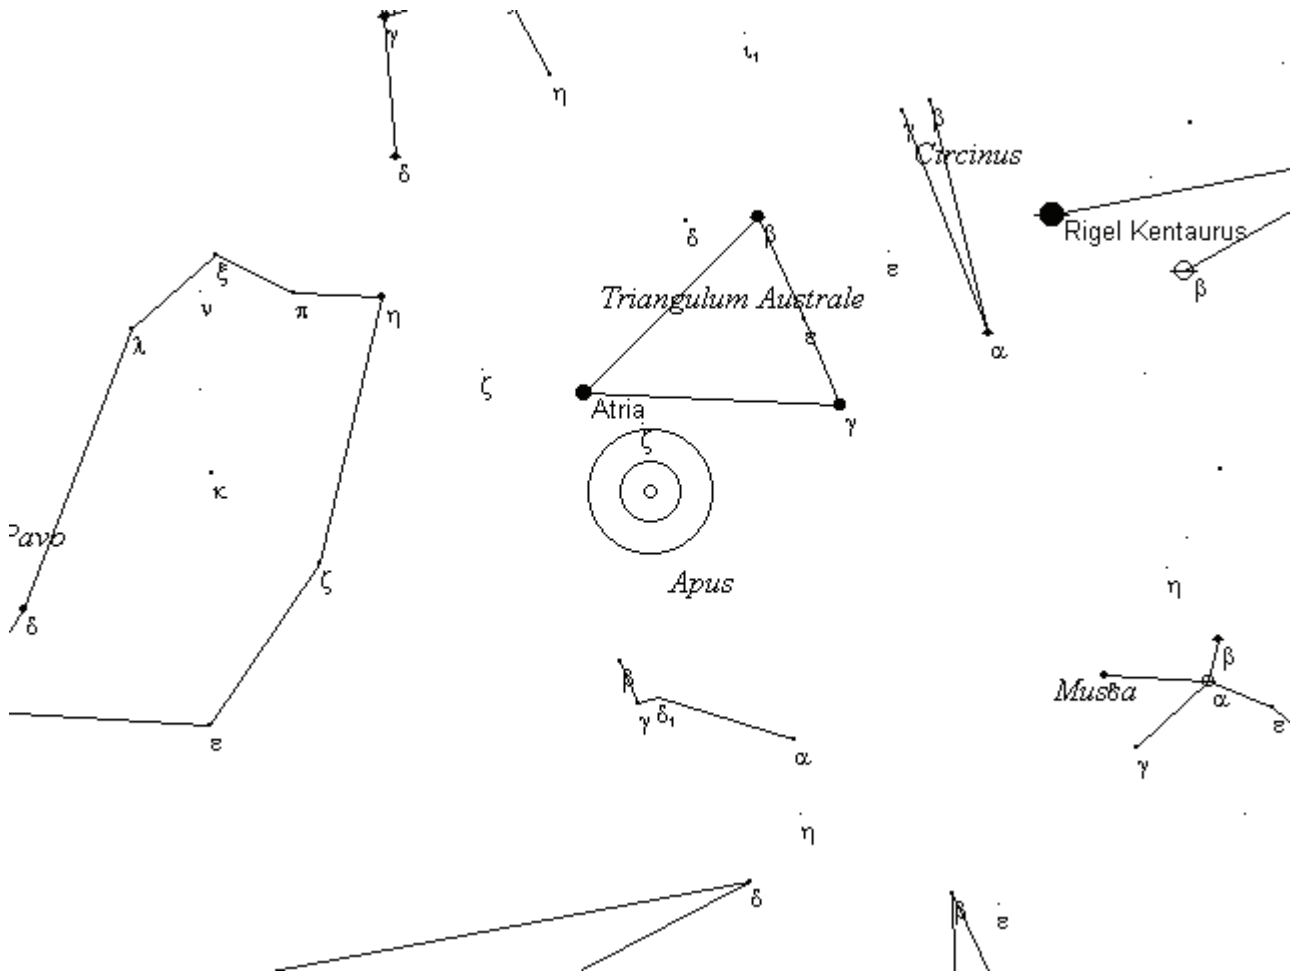 γ
η
ι1
δ
γ
β
Circinus
δ
β
Rigel Kentaurus
ξ
ε
ν
π
η
Triangulum Australe
β
λ
ε
α
ζ
Atria
γ
ζ
κ
Pavo
Apus
ζ
η
δ
β
β
Musca
α
γ
δ1
ε
ε
α
γ
η
δ
β
ε